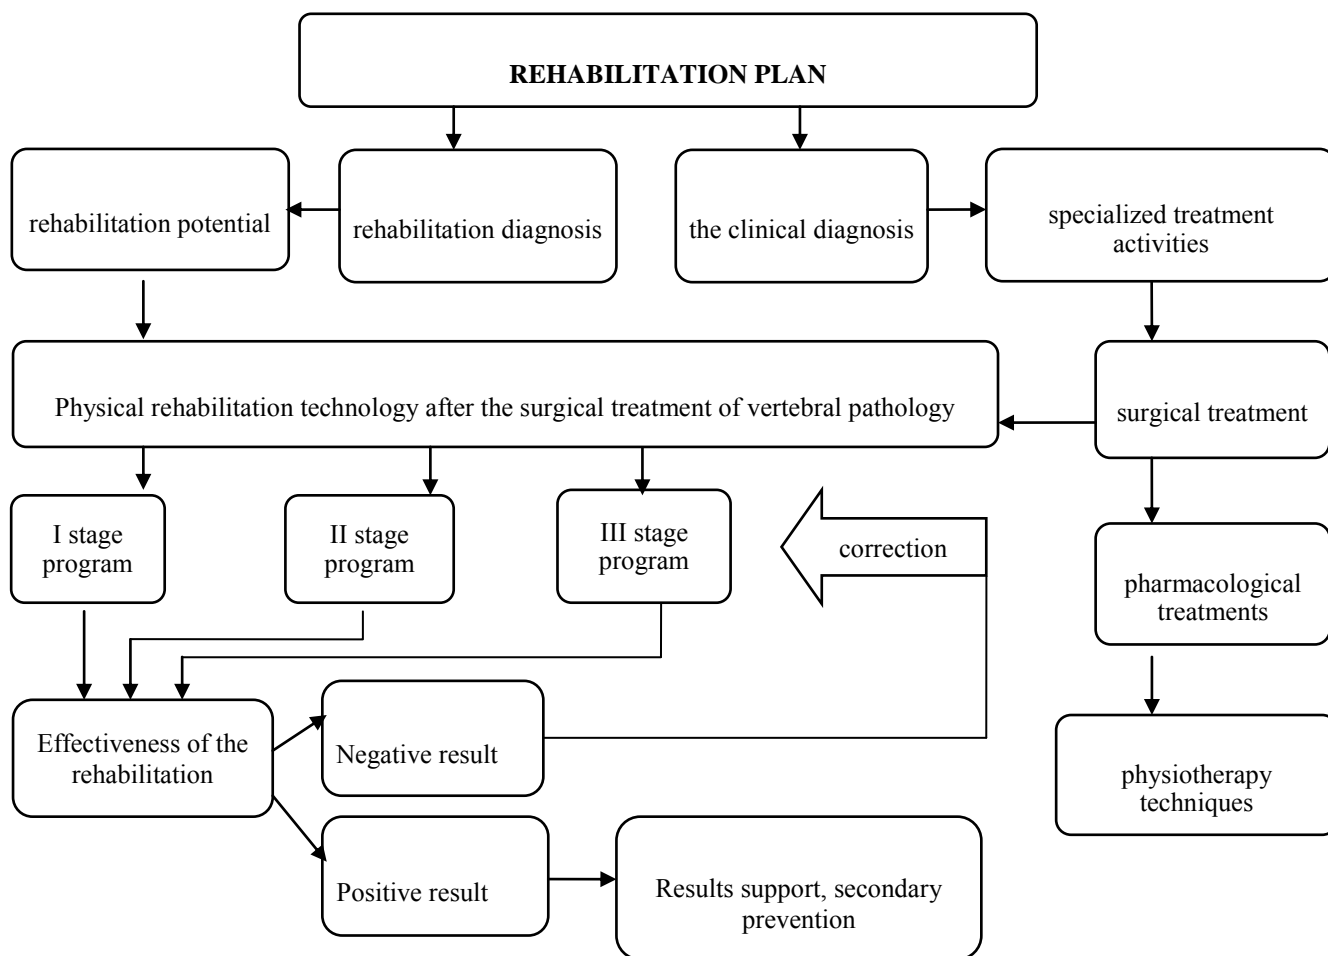 REHABILITATION PLAN
rehabilitation potential
rehabilitation diagnosis
the clinical diagnosis
specialized treatment
activities
Physical rehabilitation technology after the surgical treatment of vertebral pathology
surgical treatment
I stage
program
II stage
program
III stage
program
correction
pharmacological
treatments
Effectiveness of the
rehabilitation
Negative result
physiotherapy
techniques
Positive result
Results support, secondary
prevention